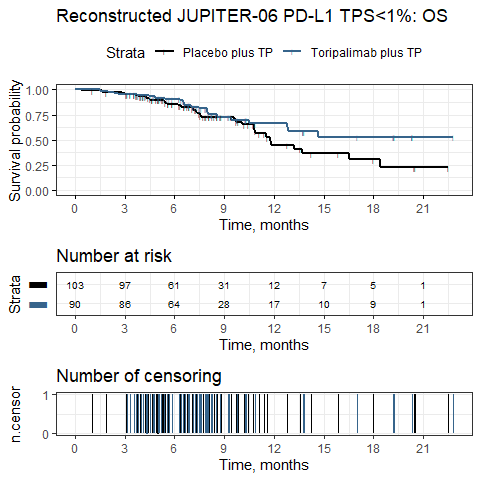 Reconstructed JUPITER-06 PD-L1 TPS<1%: OS
Strata Placebo plus TP Toripalimab plus TP
Survival probability
1.00
0.75
0.50
0.25
0.00
0 3 6 9 12 15 18 21
Time, months
Number at risk
Strata
103 97 61 31 12 7 5 1
90 86 64 28 17 10 9 1
0 3 6 9 12 15 18 21
Time, months
Number of censoring
n.censor
1
0
0 3 6 9 12 15 18 21
Time, months